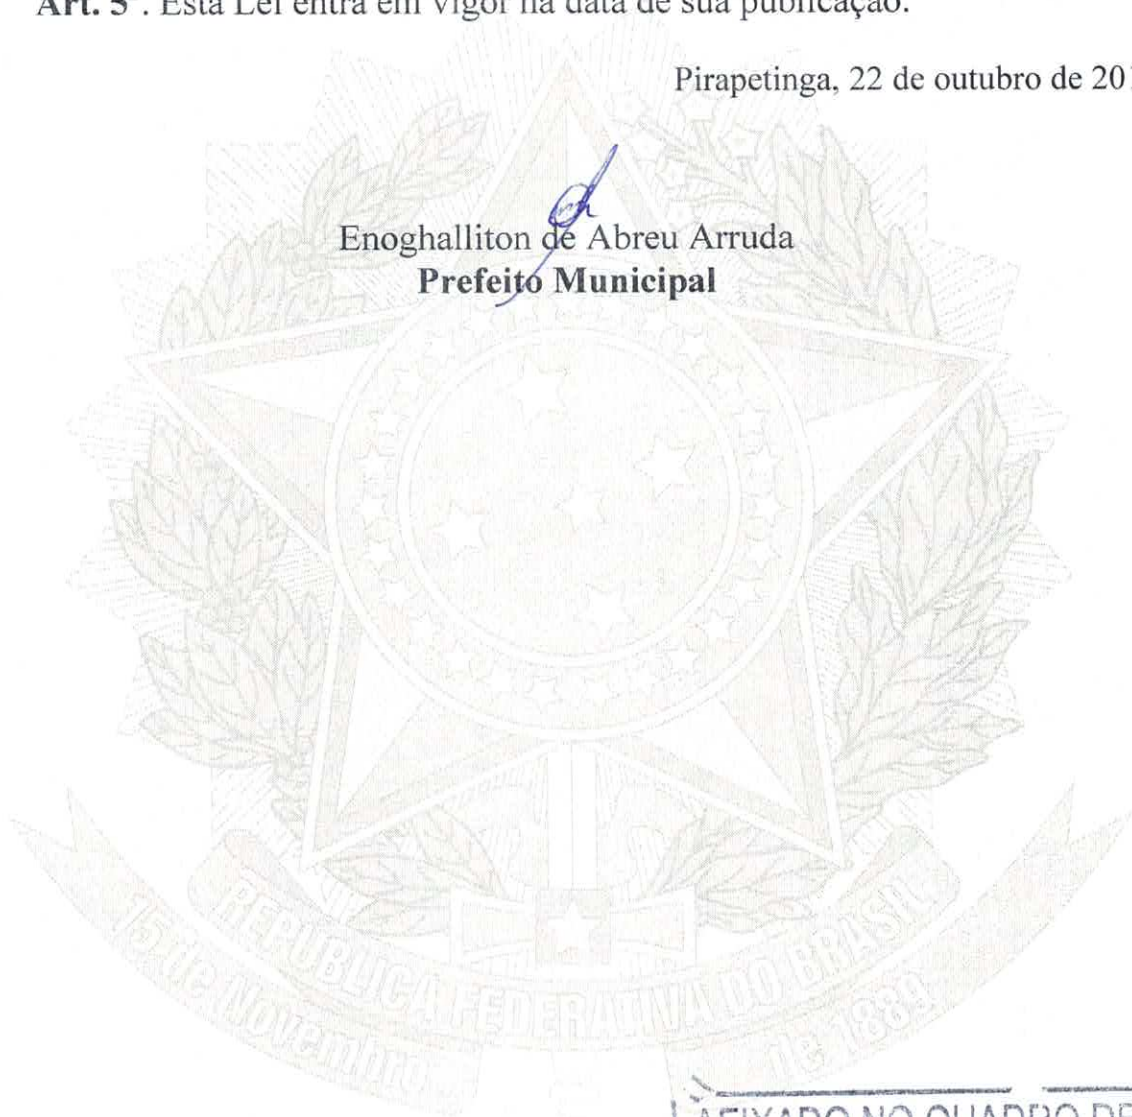 Art. 5º. Esta Lei entra em vigor na data de sua publicação.
Pirapetinga, 22 de outubro de 20
Enoghalliton de Abreu Arruda
Prefeito Municipal
REPÚBLICA FEDERATIVA DO BRASIL
15 de Novembro de 1889
AFIXADO NO QUADRO DE